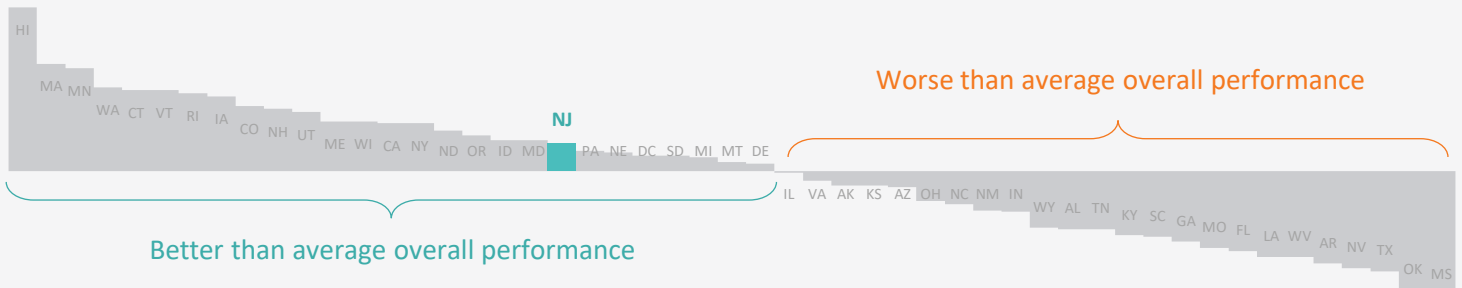 HI
MA
MN
WA
CT
VT
RI
IA
CO
NH
UT
ME
WI
CA
NY
ND
OR
ID
MD
NJ
PA
NE
DC
SD
MI
MT
DE
Worse than average overall performance
IL
VA
AK
KS
AZ
OH
NC
NM
IN
WY
AL
TN
KY
SC
GA
MO
FL
LA
WV
AR
NV
TX
OK
MS
Better than average overall performance